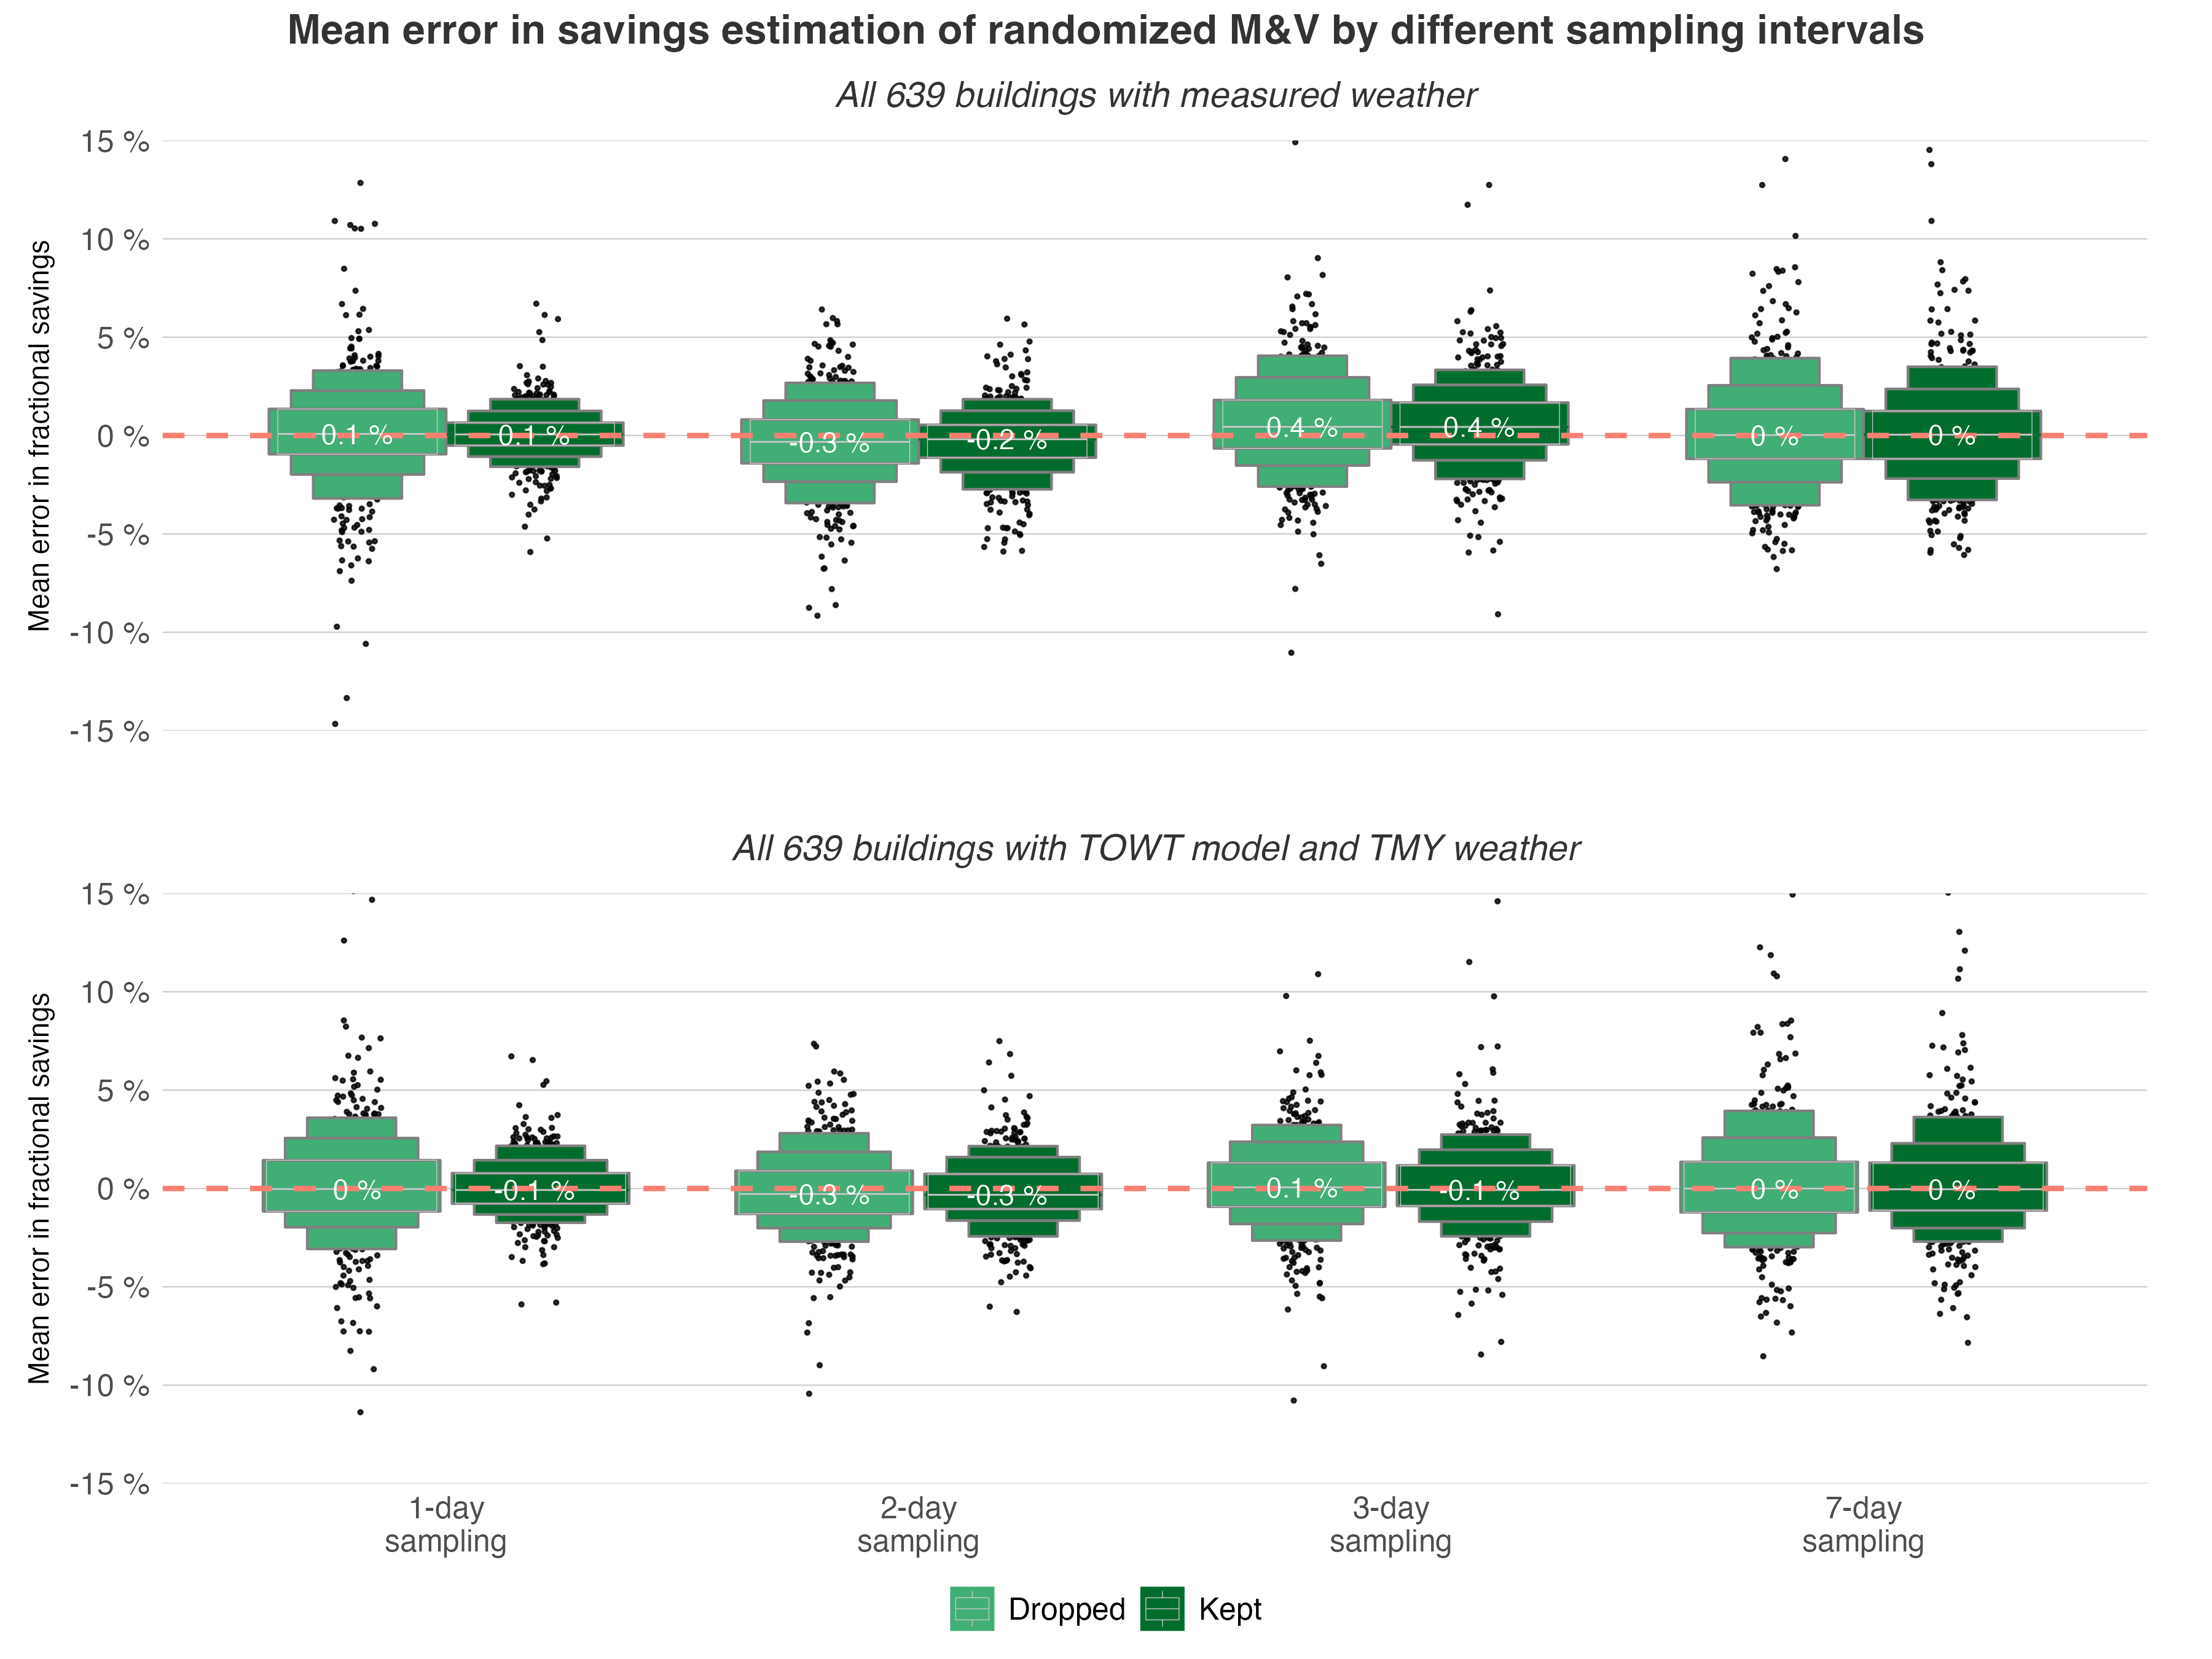 Mean error in savings estimation of randomized M&V by different sampling intervals
All 639 buildings with measured weather
Mean error in fractional savings
15 %
10 %
5 %
0 %
-5 %
-10 %
-15 %
0.1 %
0.1 %
-0.3 %
-0.2 %
0.4 %
0.4 %
0 %
0 %
All 639 buildings with TOWT model and TMY weather
Mean error in fractional savings
15 %
10 %
5 %
0 %
-5 %
-10 %
-15 %
0 %
-0.1 %
-0.3 %
-0.3 %
0.1 %
-0.1 %
0 %
0 %
1-day
sampling
2-day
sampling
3-day
sampling
7-day
sampling
Dropped
Kept